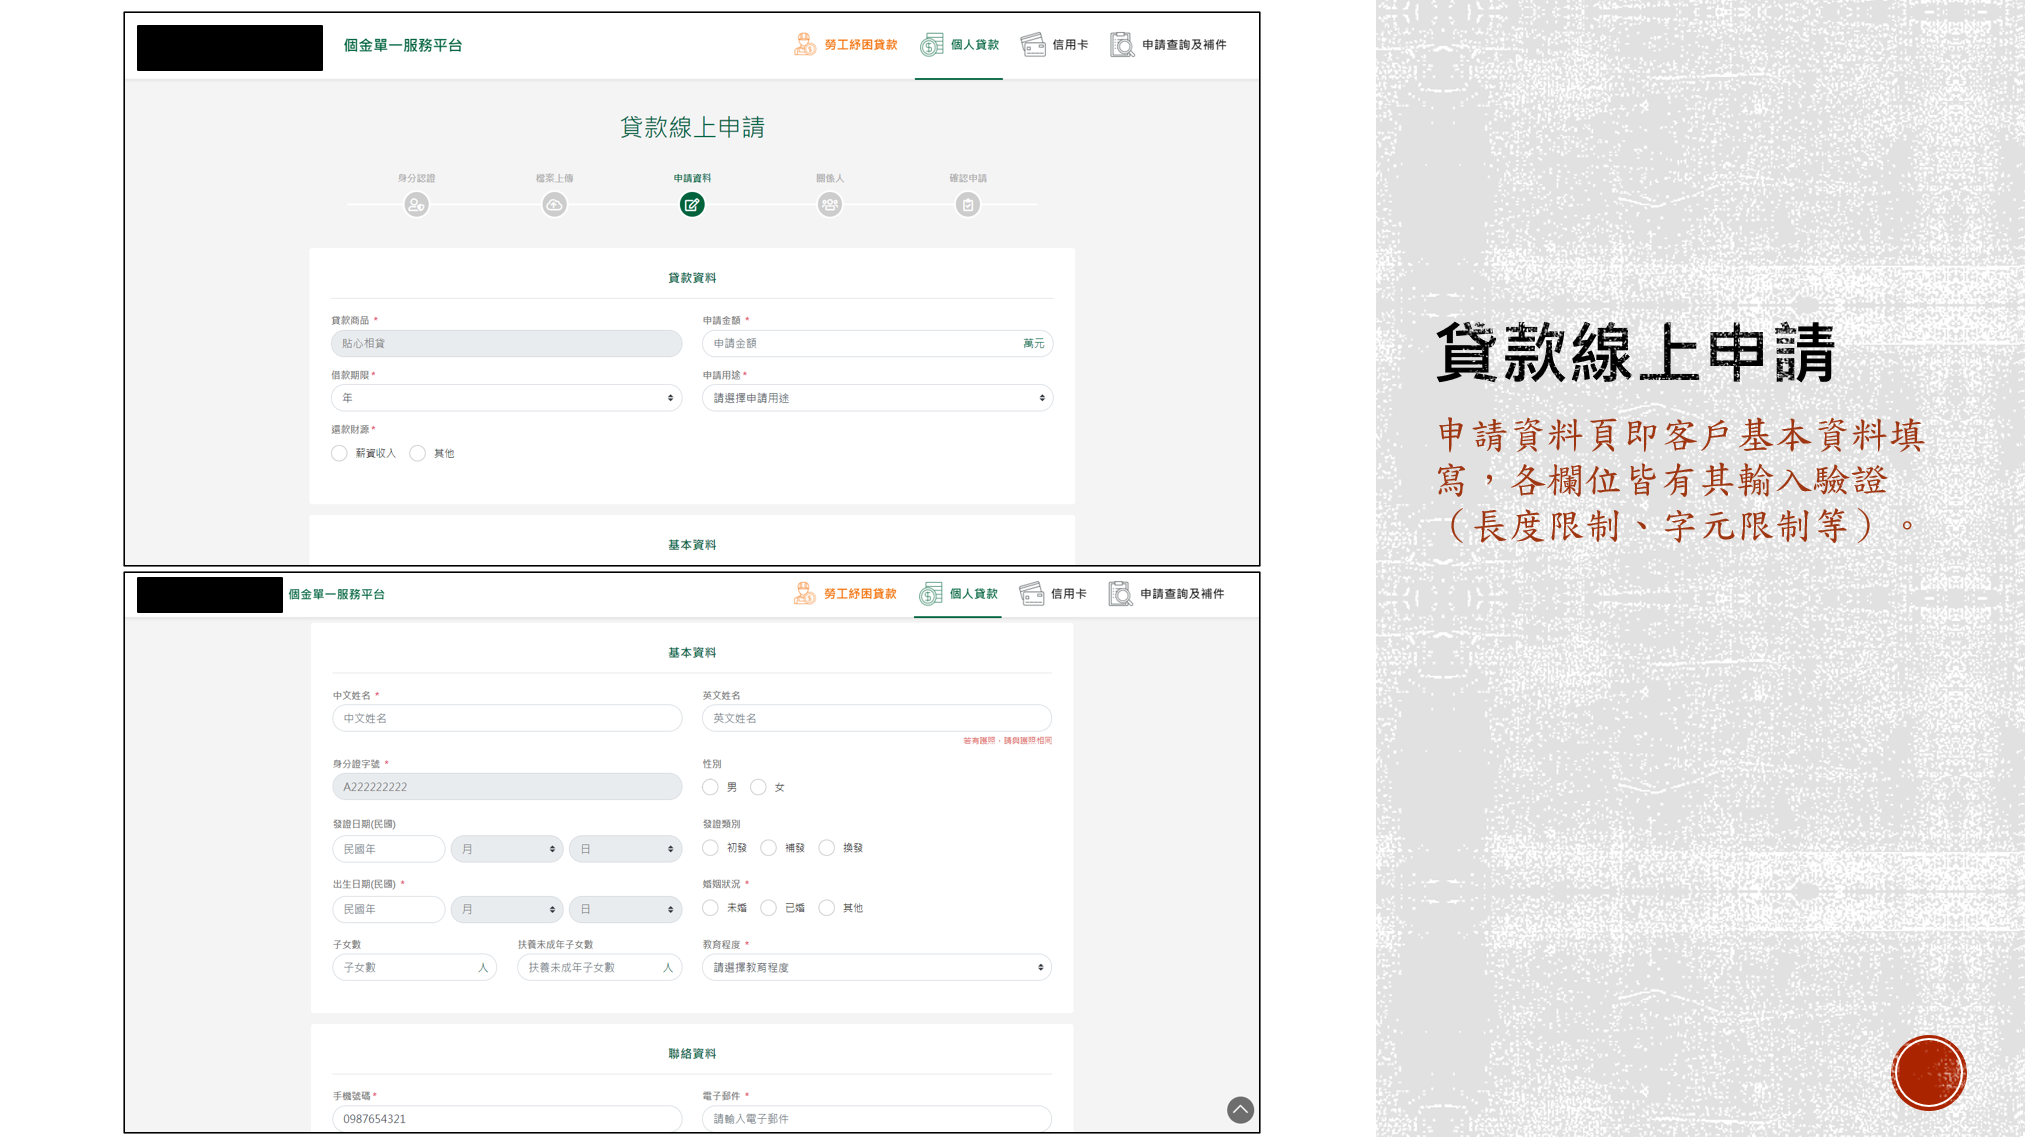 個金單一服務平台
勞工紓困貸款
個人貸款
信用卡
申請查詢及補件
貸款線上申請
身分認證
檔案上傳
申請資料
關係人
確認申請
貸款資料
貸款商品 *
申請金額 *
貼心相貸
申請金額 萬元
借款期限*
申請用途*
年
請選擇申請用途
還款財源*
薪資收入 其他
基本資料
個金單一服務平台
勞工紓困貸款
個人貸款
信用卡
申請查詢及補件
基本資料
中文姓名 *
英文姓名
中文姓名
英文姓名
若有護照，請與護照相同
身分證字號 *
性別
A222222222
男 女
發證日期(民國)
發證類別
民國年 月 日
初發 補發 換發
出生日期(民國) *
婚姻狀況 *
民國年 月 日
未婚 已婚 其他
子女數
扶養未成年子女數
教育程度 *
子女數 人
扶養未成年子女數 人
請選擇教育程度
聯絡資料
手機號碼*
電子郵件 *
0987654321
請輸入電子郵件
貸款線上申請
申請資料頁即客戶基本資料填
寫，各欄位皆有其輸入驗證
（長度限制、字元限制等）。